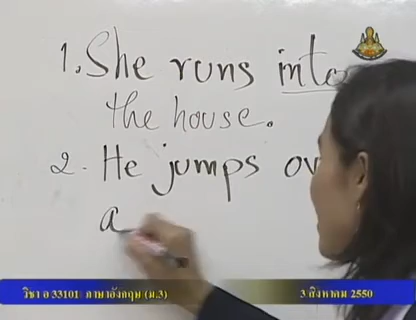 1. She runs into
the house.
2. He jumps ov
a
วิชา อ 33101 ภาษาอังกฤษ (ม.3) 3 สิงหาคม 2550